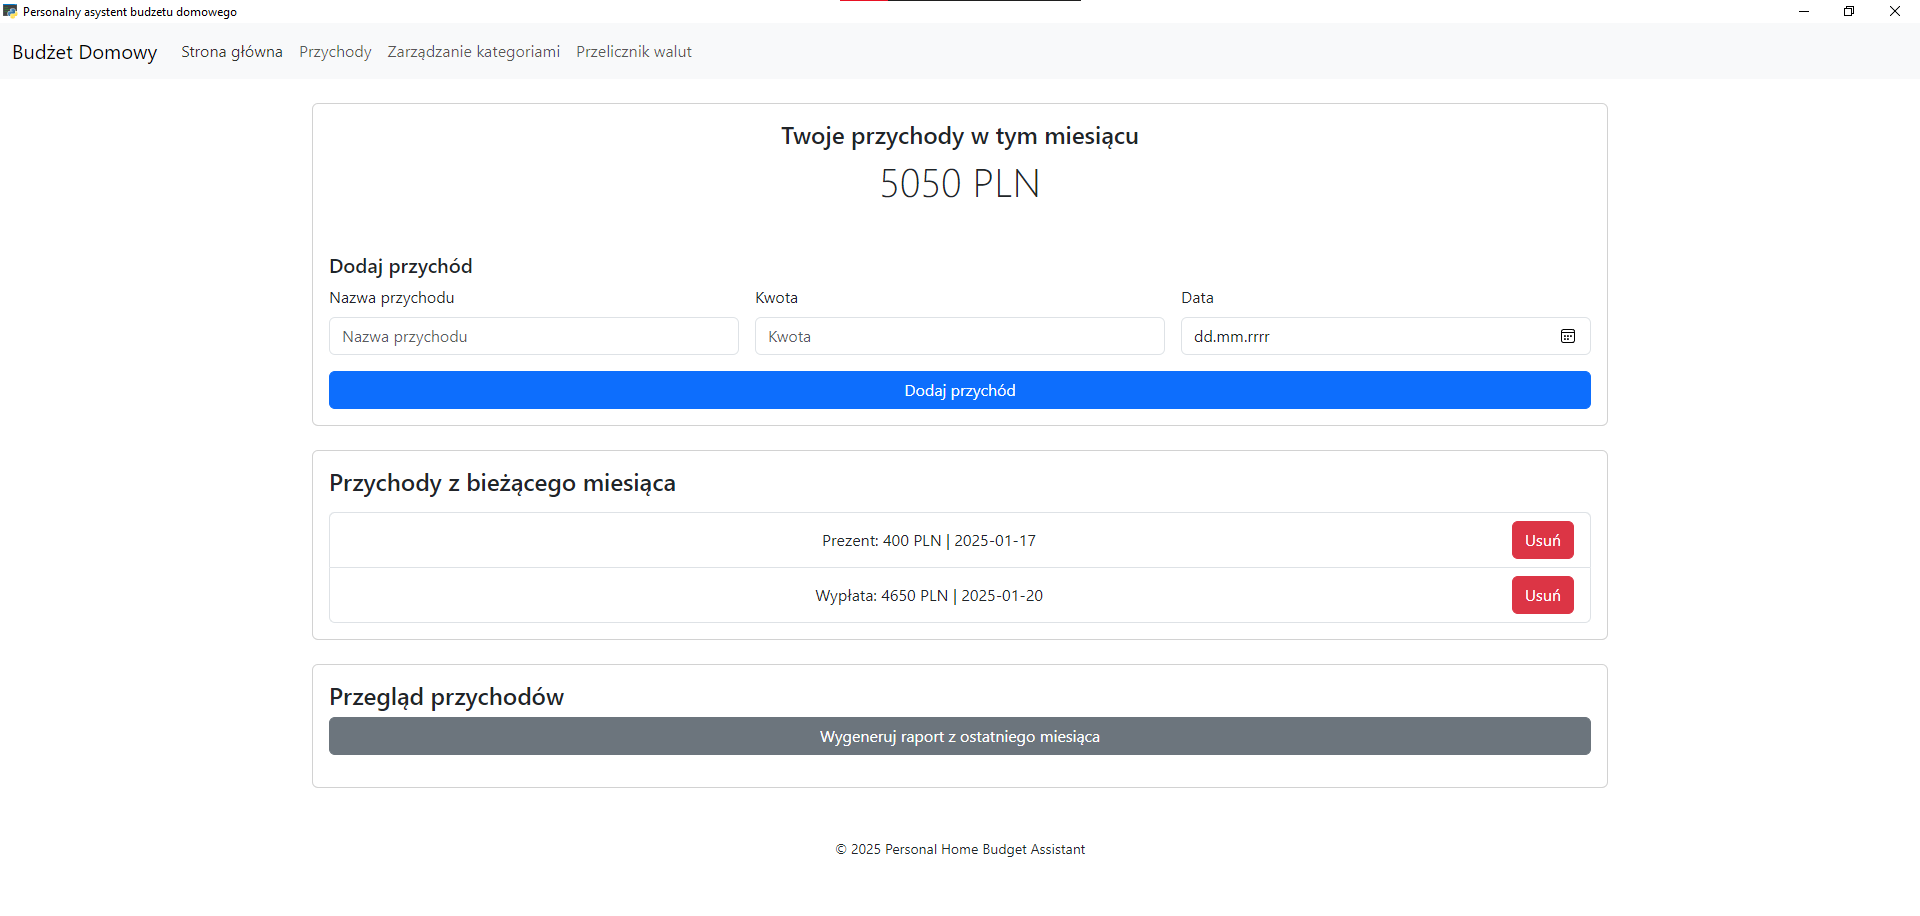 Personalny asystent budzetu domowego
Budżet Domowy Strona główna Przychody Zarządzanie kategoriami Przelicznik walut
Twoje przychody w tym miesiącu
5050 PLN
Dodaj przychód
Nazwa przychodu Kwota Data
Nazwa przychodu Kwota dd.mm.rrrr
Dodaj przychód
Przychody z bieżącego miesiąca
Prezent: 400 PLN | 2025-01-17 Usuń
Wypłata: 4650 PLN | 2025-01-20 Usuń
Przegląd przychodów
Wygeneruj raport z ostatniego miesiąca
© 2025 Personal Home Budget Assistant